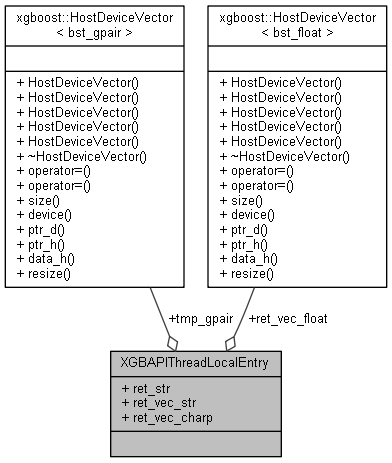 xgboost::HostDeviceVector
< bst_gpair >
+ HostDeviceVector()
+ HostDeviceVector()
+ HostDeviceVector()
+ HostDeviceVector()
+ HostDeviceVector()
+ ~HostDeviceVector()
+ operator=()
+ operator=()
+ size()
+ device()
+ ptr_d()
+ ptr_h()
+ data_h()
+ resize()
xgboost::HostDeviceVector
< bst_float >
+ HostDeviceVector()
+ HostDeviceVector()
+ HostDeviceVector()
+ HostDeviceVector()
+ HostDeviceVector()
+ ~HostDeviceVector()
+ operator=()
+ operator=()
+ size()
+ device()
+ ptr_d()
+ ptr_h()
+ data_h()
+ resize()
+tmp_gpair
+ret_vec_float
XGBAPIThreadLocalEntry
+ ret_str
+ ret_vec_str
+ ret_vec_charp